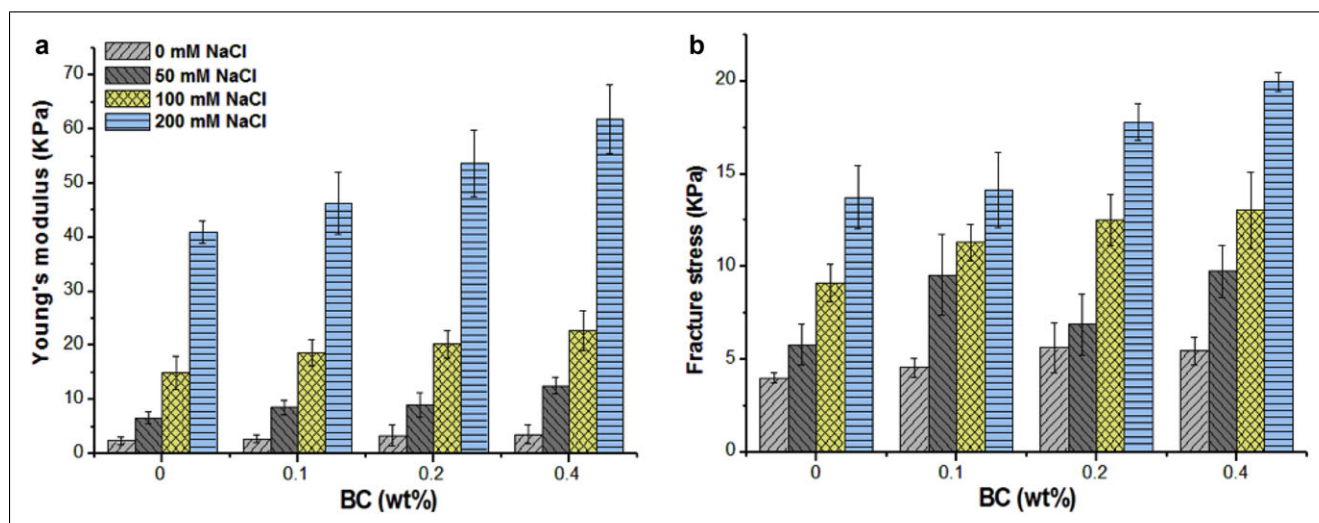 a
0 mM NaCl
50 mM NaCl
100 mM NaCl
200 mM NaCl
Young's modulus (KPa)
70
60
50
40
30
20
10
0
0 0.1 0.2 0.4
BC (wt%)
b
Fracture stress (KPa)
20
15
10
5
0
0 0.1 0.2 0.4
BC (wt%)